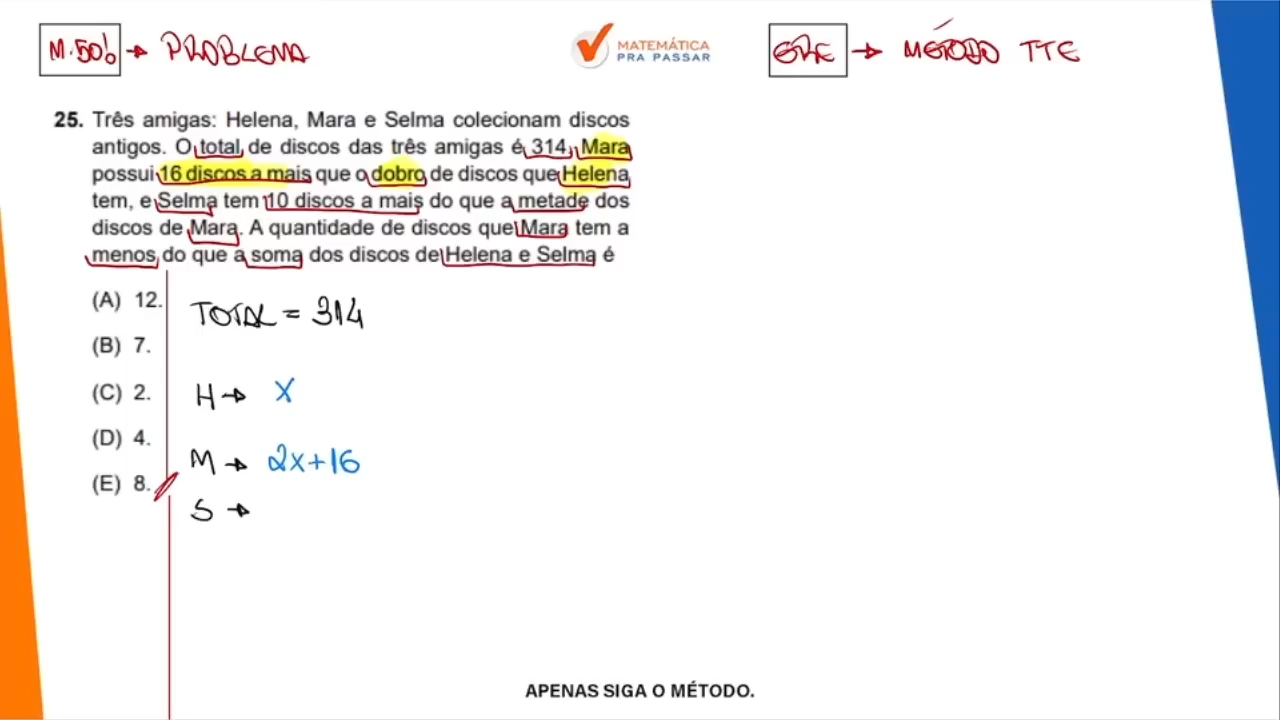 M.50! → PROBLEMA
MATEMÁTICA
PRA PASSAR
→ MÉTODO TTE
25. Três amigas: Helena, Mara e Selma colecionam discos
antigos. O total de discos das três amigas é 314. Mara
possui 16 discos a mais que o dobro de discos que Helena
tem, e Selma tem 10 discos a mais do que a metade dos
discos de Mara. A quantidade de discos que Mara tem a
menos do que a soma dos discos de Helena e Selma é
(A) 12.
(B) 7.
(C) 2.
(D) 4.
(E) 8.
TOTAL = 314
H → X
M → 2X+16
S →
APENAS SIGA O MÉTODO.